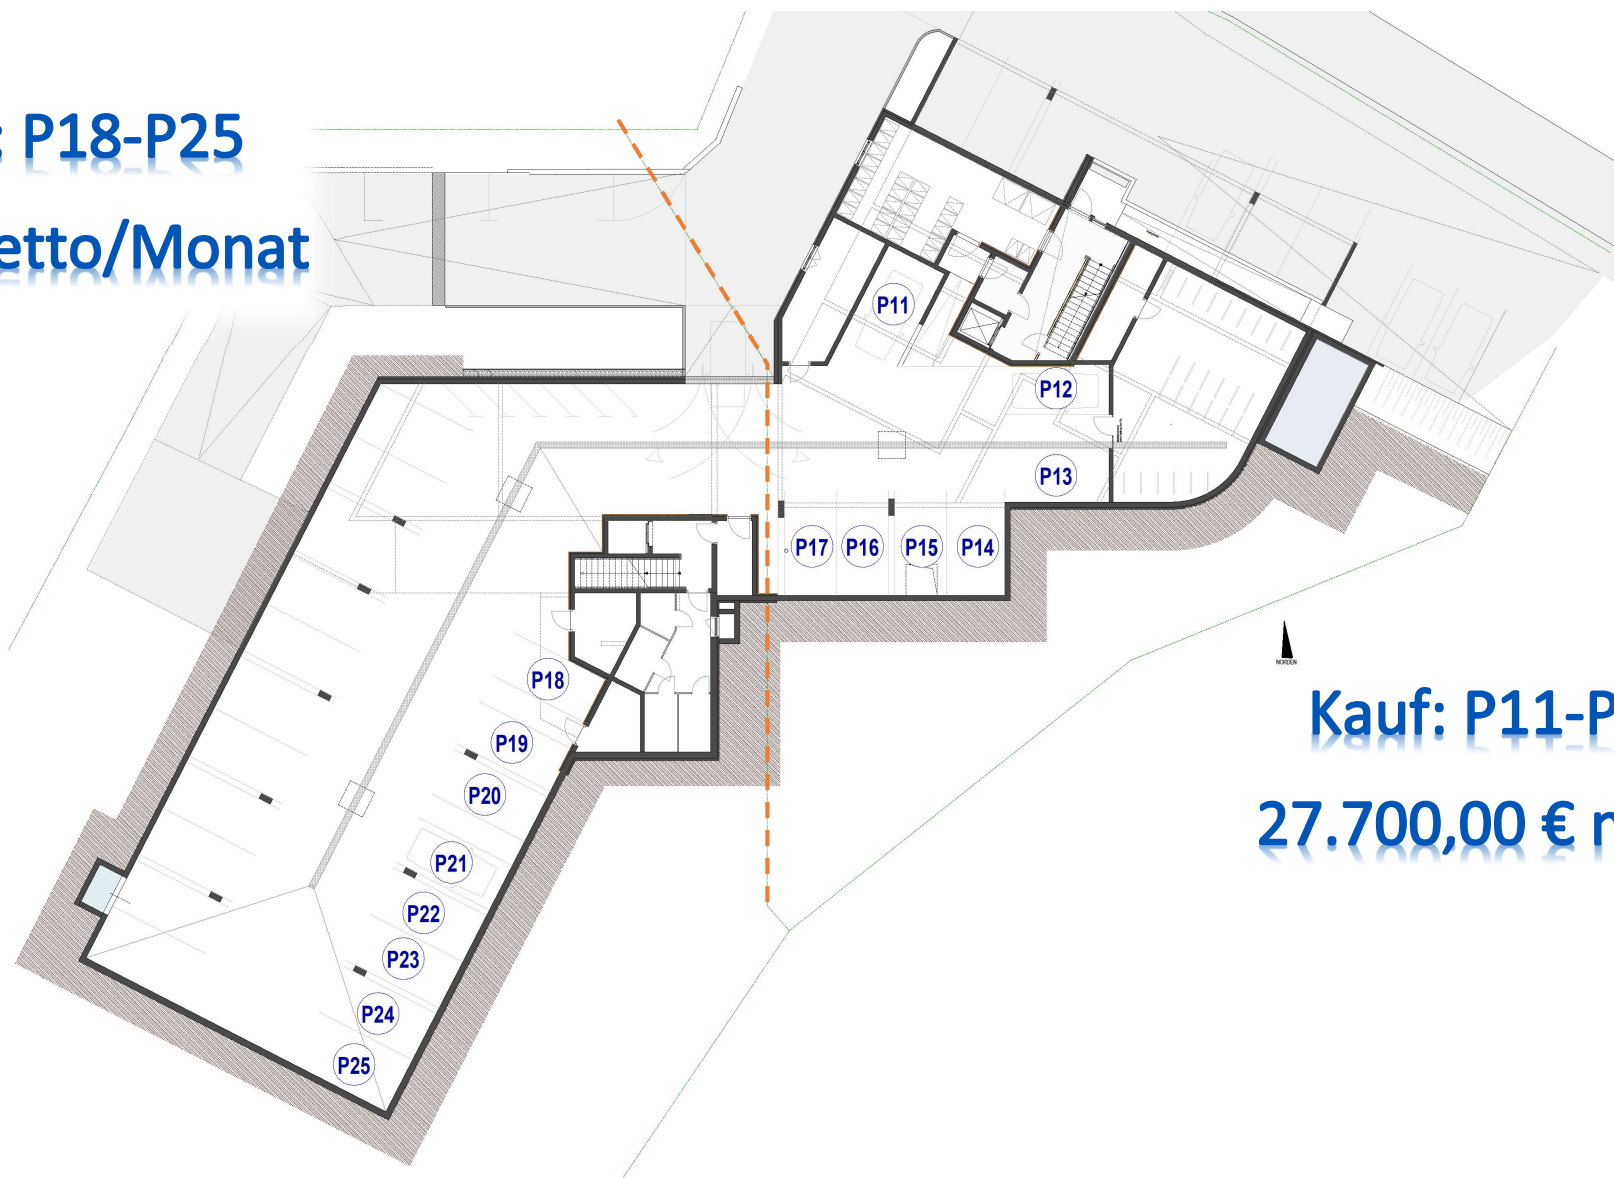 : P18-P25
etto/Monat
P11
P12
P13
P17 P16 P15 P14
P18
P19
P20
P21
P22
P23
P24
P25
NORDEN
Kauf: P11-P
27.700,00 € n